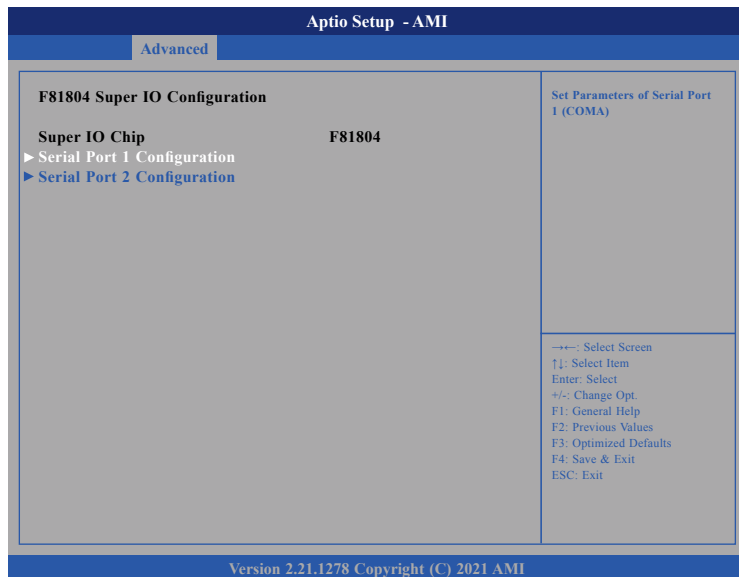 Aptio Setup - AMI
Advanced
F81804 Super IO Configuration
Super IO Chip F81804
▶ Serial Port 1 Configuration
▶ Serial Port 2 Configuration
Set Parameters of Serial Port
1 (COMA)
→←: Select Screen
↑↓: Select Item
Enter: Select
+/-: Change Opt.
F1: General Help
F2: Previous Values
F3: Optimized Defaults
F4: Save & Exit
ESC: Exit
Version 2.21.1278 Copyright (C) 2021 AMI